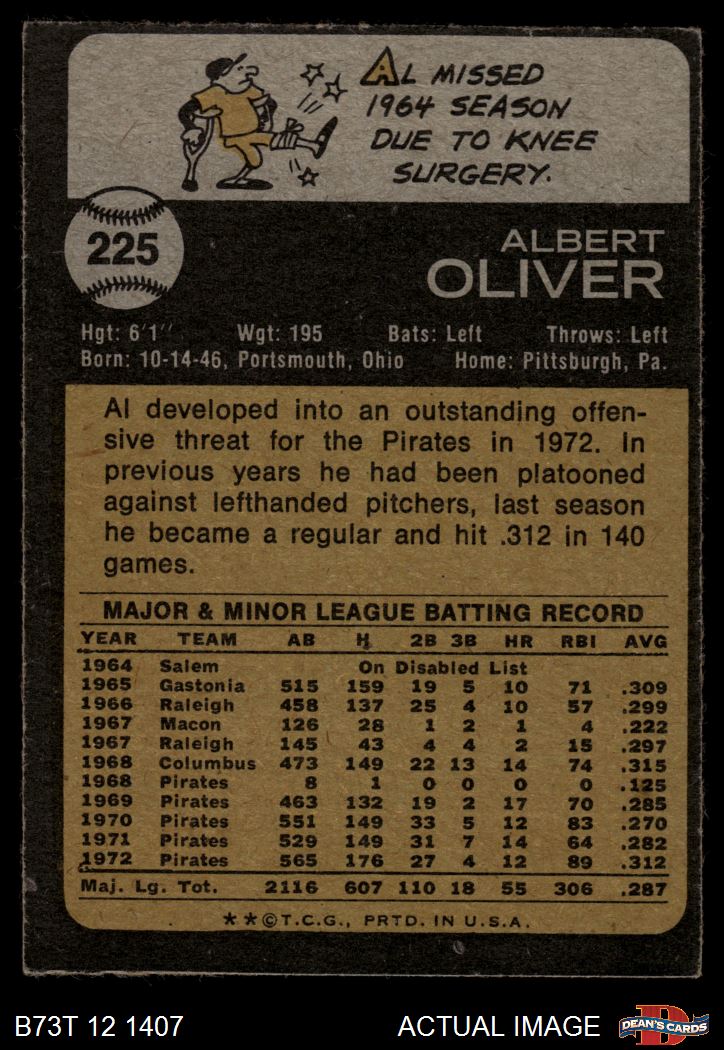 AL MISSED
1964 SEASON
DUE TO KNEE
SURGERY.
225
ALBERT
OLIVER
Hgt: 6'1" Wgt: 195 Bats: Left Throws: Left
Born: 10-14-46, Portsmouth, Ohio Home: Pittsburgh, Pa.
Al developed into an outstanding offen-
sive threat for the Pirates in 1972. In
previous years he had been platooned
against lefthanded pitchers, last season
he became a regular and hit .312 in 140
games.
MAJOR & MINOR LEAGUE BATTING RECORD
YEAR TEAM AB H 2B 3B HR RBI AVG
1964 Salem On Disabled List
1965 Gastonia 515 159 19 5 10 71 .309
1966 Raleigh 458 137 25 4 10 57 .299
1967 Macon 126 28 1 2 1 4 .222
1967 Raleigh 145 43 4 4 2 15 .297
1968 Columbus 473 149 22 13 14 74 .315
1968 Pirates 8 1 0 0 0 0 .125
1969 Pirates 463 132 19 2 17 70 .285
1970 Pirates 551 149 33 5 12 83 .270
1971 Pirates 529 149 31 7 14 64 .282
1972 Pirates 565 176 27 4 12 89 .312
Maj. Lg. Tot. 2116 607 110 18 55 306 .287
**©T.C.G., PRTD. IN U.S.A.
B73T 12 1407 ACTUAL IMAGE D DEAN'S CARDS